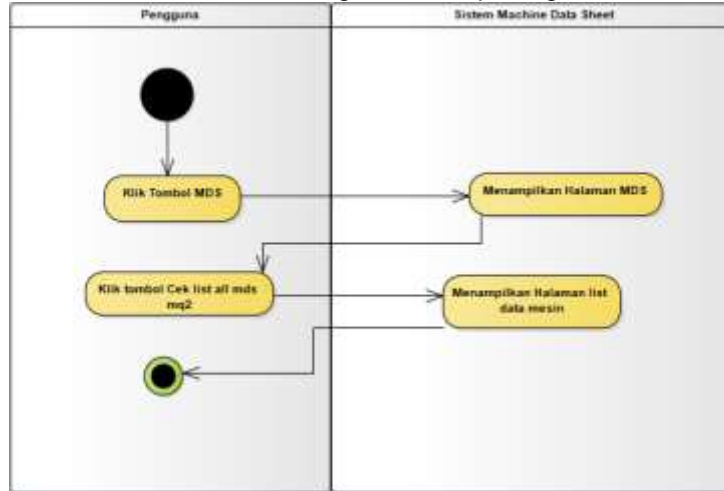 Pengguna
Sistem Machine Data Sheet
Klik Tombol MDS
Menampilkan Halaman MDS
Klik tombol Cek list all mds
mq2
Menampilkan Halaman list
data mesin